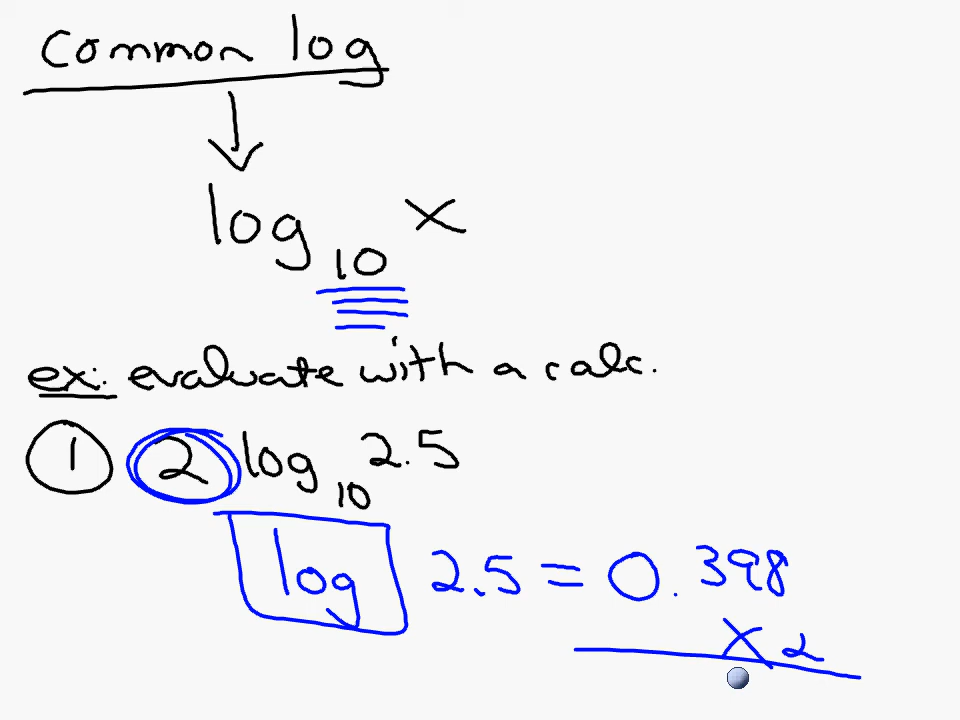 common log
log₁₀ x
ex: evaluate with a calc.
① 2 log₁₀ 2.5
log 2.5 = 0.398
x 2